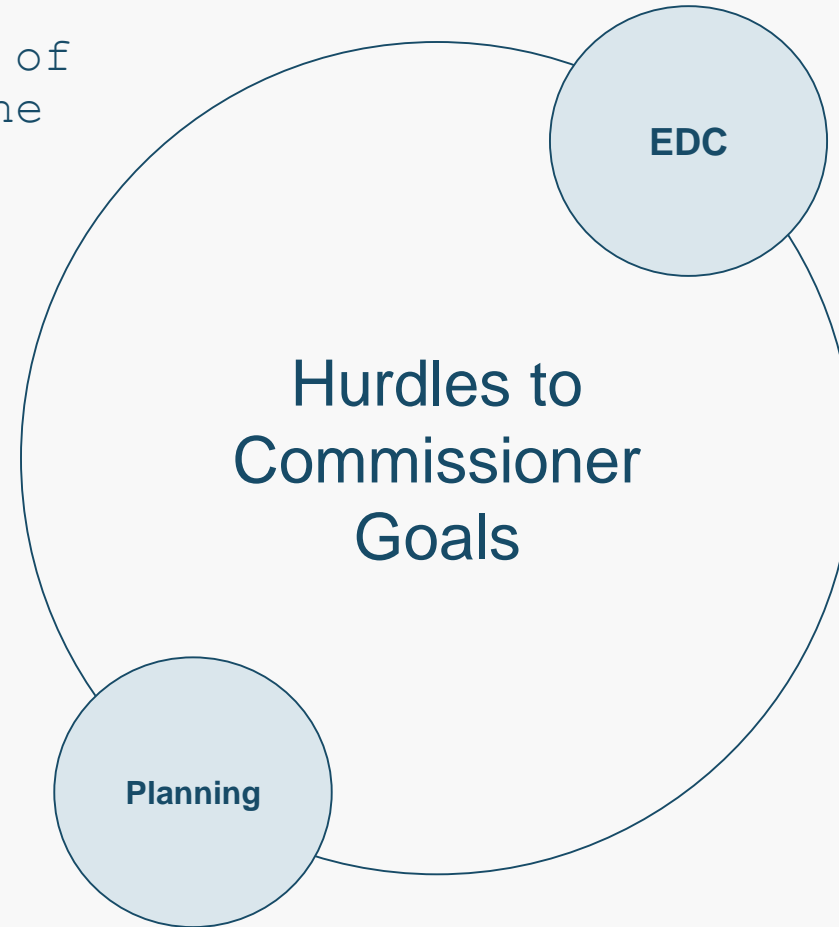 of
EDC
Hurdles to
Commissioner
Goals
Planning